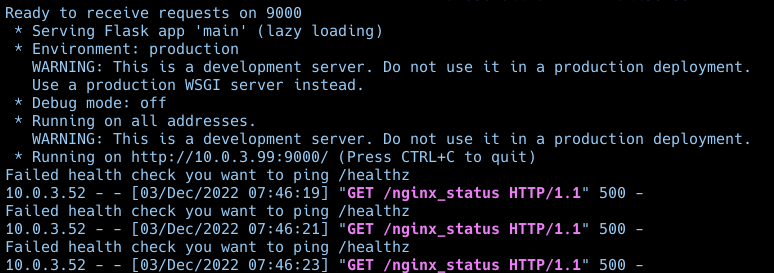 Ready to receive requests on 9000
* Serving Flask app 'main' (lazy loading)
* Environment: production
WARNING: This is a development server. Do not use it in a production deployment.
Use a production WSGI server instead.
* Debug mode: off
* Running on all addresses.
WARNING: This is a development server. Do not use it in a production deployment.
* Running on http://10.0.3.99:9000/ (Press CTRL+C to quit)
Failed health check you want to ping /healthz
10.0.3.52 - - [03/Dec/2022 07:46:19] "GET /nginx_status HTTP/1.1" 500 -
Failed health check you want to ping /healthz
10.0.3.52 - - [03/Dec/2022 07:46:21] "GET /nginx_status HTTP/1.1" 500 -
Failed health check you want to ping /healthz
10.0.3.52 - - [03/Dec/2022 07:46:23] "GET /nginx_status HTTP/1.1" 500 -